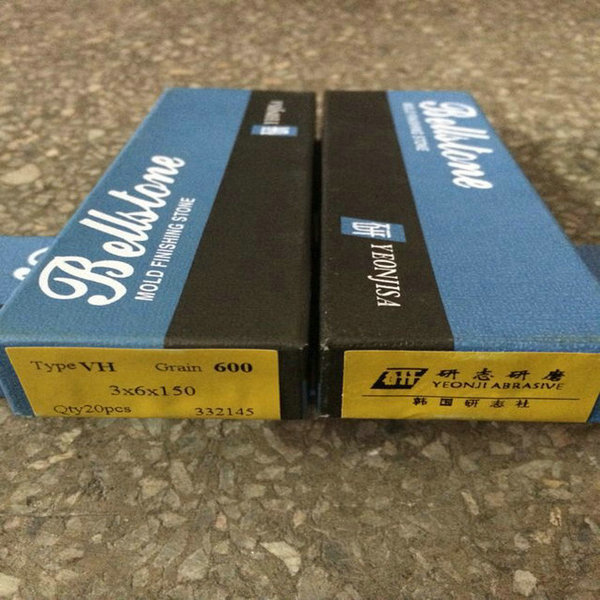 Bellstone
MOLD FINISHING STONE
Type VH Grain 600
3x6x150
Qty20pcs 332145
Bellstone
MOLD FINISHING STONE
研 YEONJISA
研志研磨
YEONJI ABRASIVE
韩国研志社